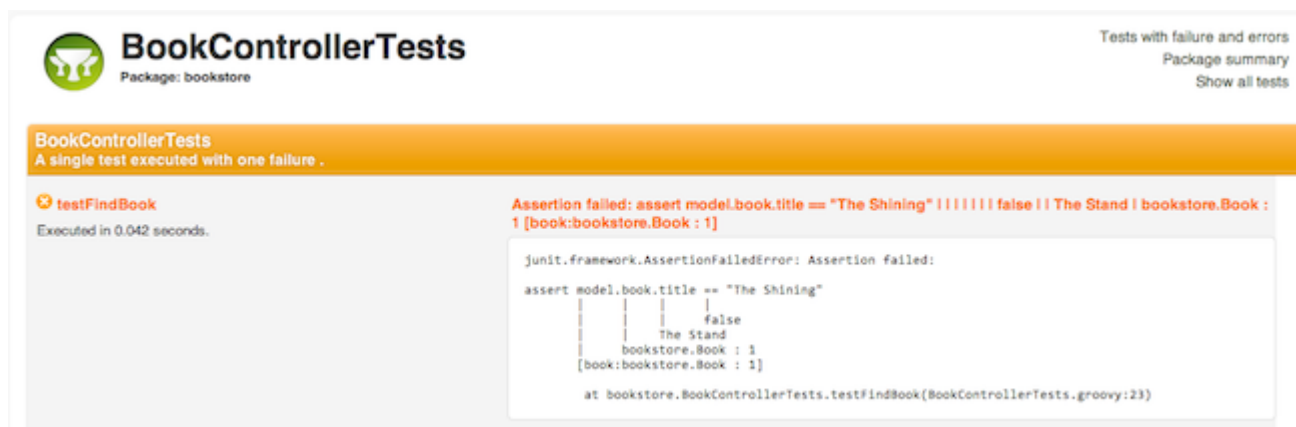 BookControllerTests
Package: bookstore
Tests with failure and errors
Package summary
Show all tests
BookControllerTests
A single test executed with one failure .
testFindBook
Executed in 0.042 seconds.
Assertion failed: assert model.book.title == "The Shining" | | | | | | | false | | The Stand | bookstore.Book :
1 [book:bookstore.Book : 1]
junit.framework.AssertionFailedError: Assertion failed:
assert model.book.title == "The Shining"
| | | |
| | | false
| | The Stand
| bookstore.Book : 1
[book:bookstore.Book : 1]
at bookstore.BookControllerTests.testFindBook(BookControllerTests.groovy:23)